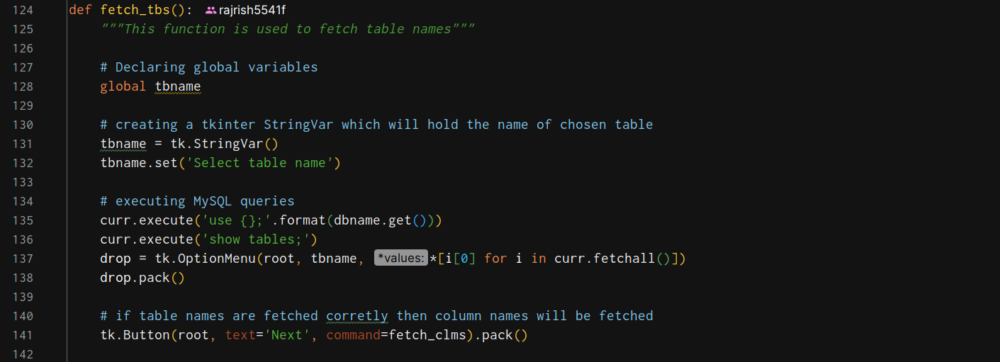 124 def fetch_tbs(): rajrish5541f
125 """This function is used to fetch table names"""
126
127 # Declaring global variables
128 global tbname
129
130 # creating a tkinter StringVar which will hold the name of chosen table
131 tbname = tk.StringVar()
132 tbname.set('Select table name')
133
134 # executing MySQL queries
135 curr.execute('use {};'.format(dbname.get()))
136 curr.execute('show tables;')
137 drop = tk.OptionMenu(root, tbname, *values: *[i[0] for i in curr.fetchall()])
138 drop.pack()
139
140 # if table names are fetched corretly then column names will be fetched
141 tk.Button(root, text='Next', command=fetch_clms).pack()
142